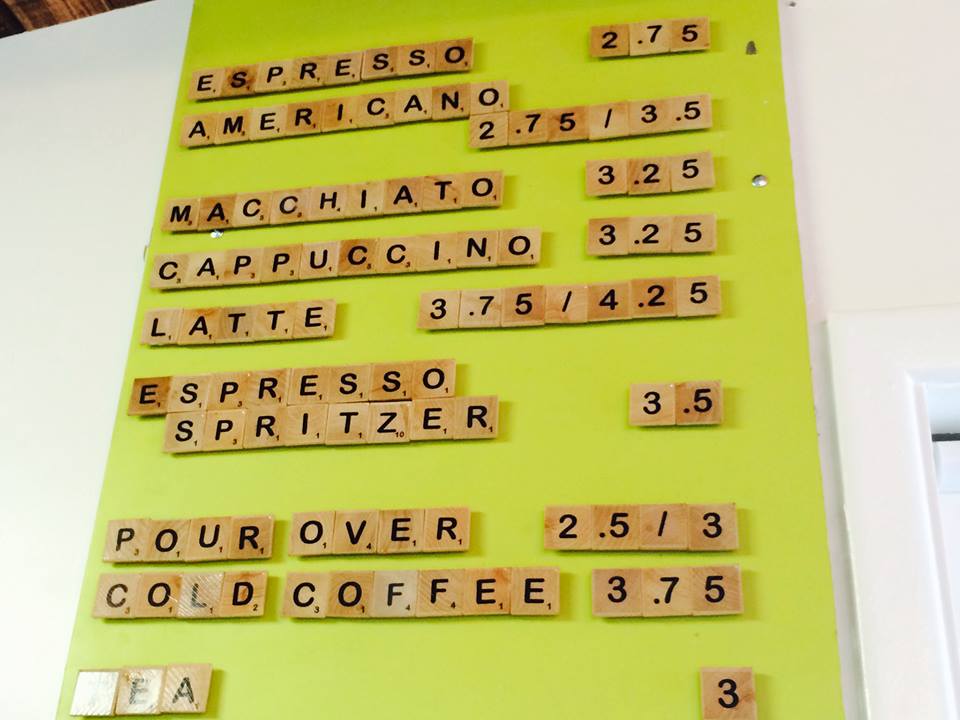 ESPRESSO 2.75
AMERICANO 2.75/3.5
MACCHIATO 3.25
CAPPUCCINO 3.25
LATTE 3.75/4.25
ESPRESSO
SPRITZER 3.5
POUR OVER 2.5/3
COLD COFFEE 3.75
TEA 3